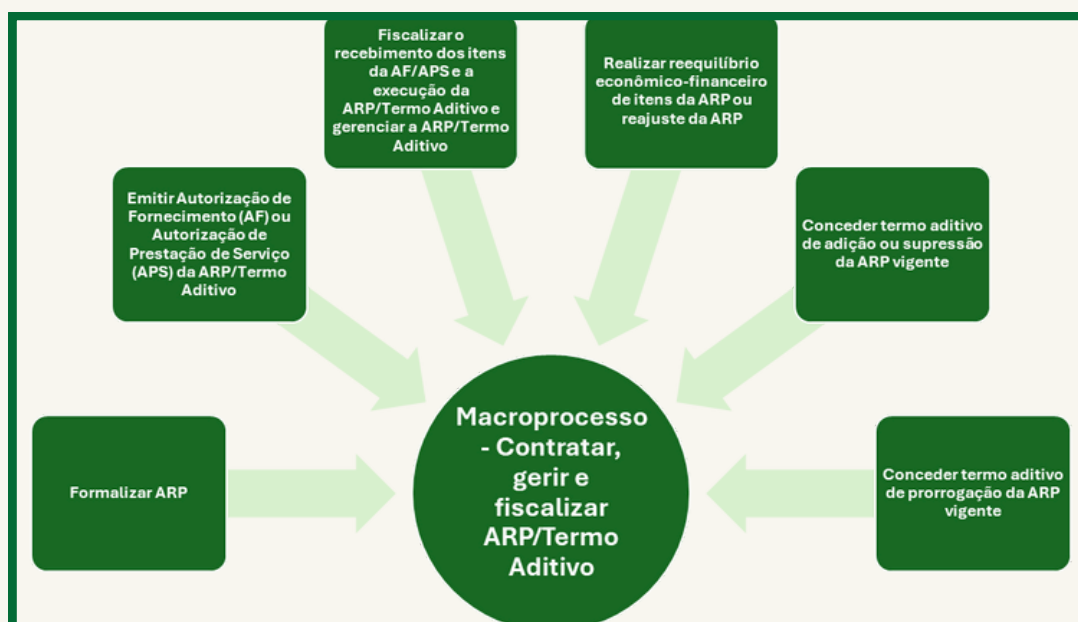 Fiscalizar o
recebimento dos itens
da AF/APS e a
execução da
ARP/Termo Aditivo e
gerenciar a ARP/Termo
Aditivo
Realizar reequilíbrio
econômico-financeiro
de itens da ARP ou
reajuste da ARP
Emitir Autorização de
Fornecimento (AF) ou
Autorização de
Prestação de Serviço
(APS) da ARP/Termo
Aditivo
Conceder termo aditivo
de adição ou supressão
da ARP vigente
Formalizar ARP
Macroprocesso
- Contratar,
gerir e
fiscalizar
ARP/Termo
Aditivo
Conceder termo aditivo
de prorrogação da ARP
vigente